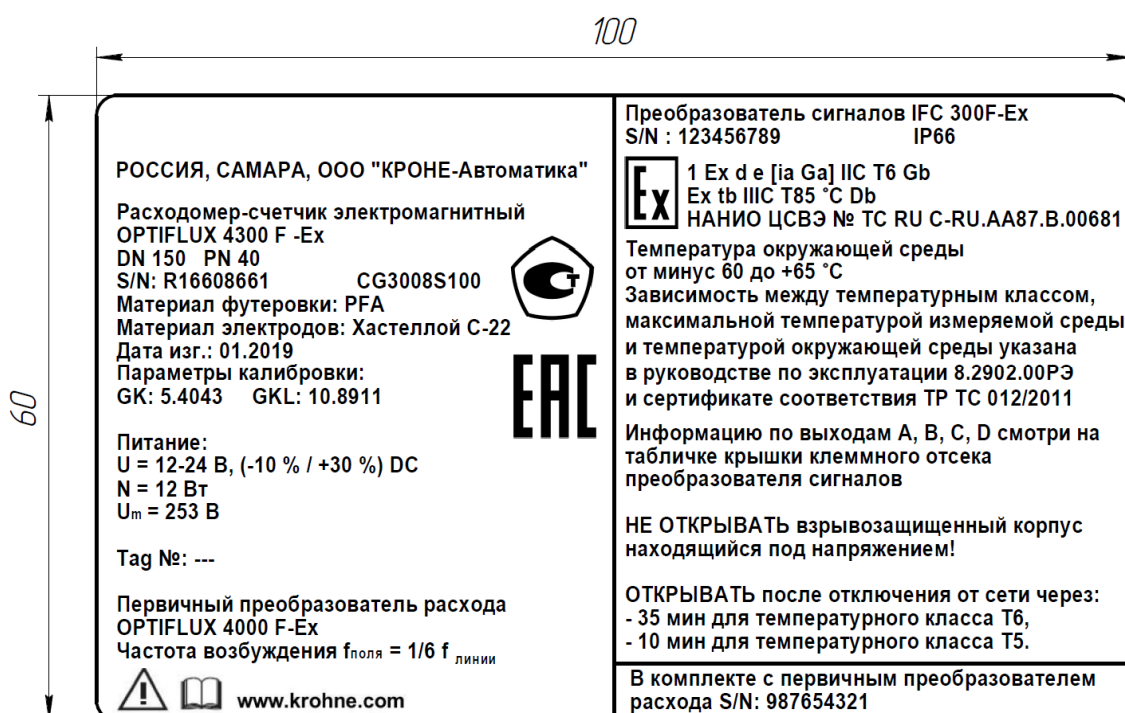 100
60
РОССИЯ, САМАРА, ООО "КРОНЕ-Автоматика"
Расходомер-счетчик электромагнитный
OPTIFLUX 4300 F -Ex
DN 150 PN 40
S/N: R16608661 CG3008S100
Материал футеровки: PFA
Материал электродов: Хастеллой С-22
Дата изг.: 01.2019
Параметры калибровки:
GK: 5.4043 GKL: 10.8911
Питание:
U = 12-24 В, (-10 % / +30 %) DC
N = 12 Вт
Um = 253 В
Tag №: ---
Первичный преобразователь расхода
OPTIFLUX 4000 F-Ex
Частота возбуждения fполя = 1/6 f линии
www.krohne.com
Ст
EAC
Преобразователь сигналов IFC 300F-Ex
S/N : 123456789 IP66
Ex
1 Ex d e [ia Ga] IIC T6 Gb
Ex tb IIIC T85 °C Db
НАНИО ЦСВЭ № ТС RU C-RU.AA87.B.00681
Температура окружающей среды
от минус 60 до +65 °С
Зависимость между температурным классом,
максимальной температурой измеряемой среды
и температурой окружающей среды указана
в руководстве по эксплуатации 8.2902.00РЭ
и сертификате соответствия ТР ТС 012/2011
Информацию по выходам A, B, C, D смотри на
табличке крышки клеммного отсека
преобразователя сигналов
НЕ ОТКРЫВАТЬ взрывозащищенный корпус
находящийся под напряжением!
ОТКРЫВАТЬ после отключения от сети через:
- 35 мин для температурного класса Т6,
- 10 мин для температурного класса Т5.
В комплекте с первичным преобразователем
расхода S/N: 987654321